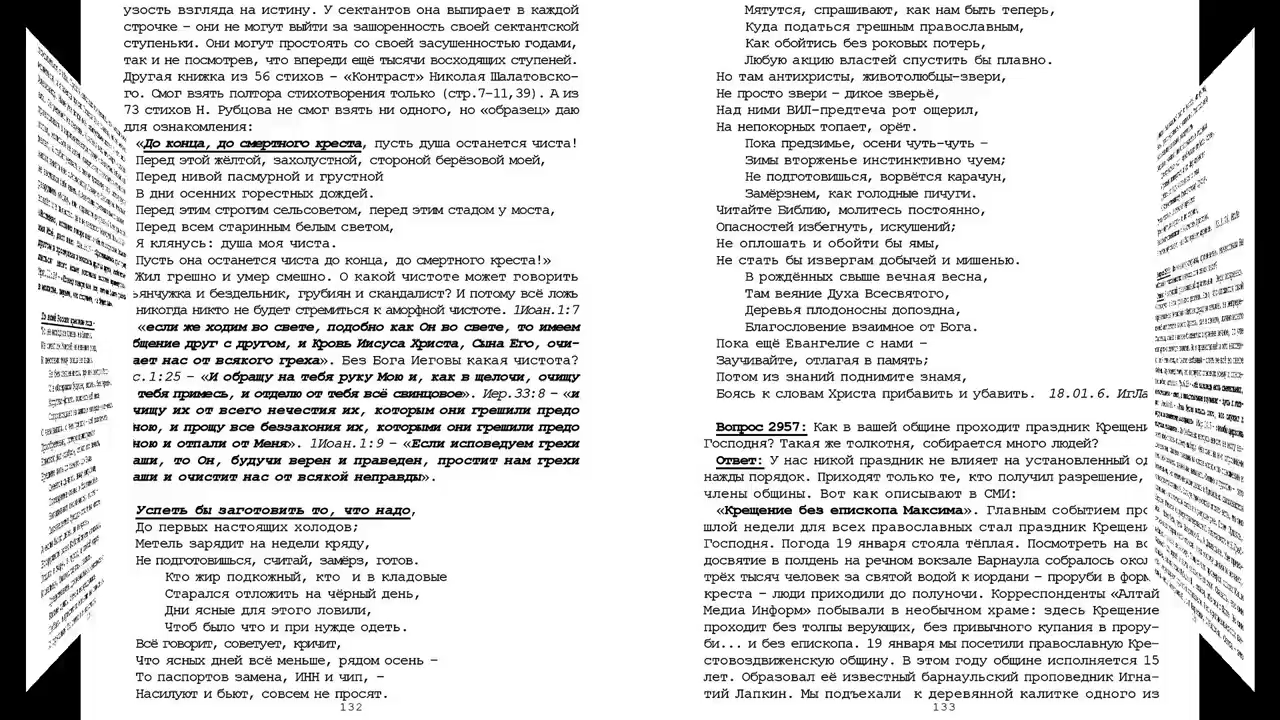 узость взгляда на истину. У сектантов она выпирает в каждой
строчке – они не могут выйти за зашоренность своей сектантской
ступеньки. Они могут простоять со своей засушенностью годами,
так и не посмотрев, что впереди ещё тысячи восходящих ступеней.
Другая книжка из 56 стихов – «Контраст» Николая Шалатовско-
го. Смог взять полтора стихотворения только (стр.7-11,39). А из
73 стихов Н. Рубцова не смог взять ни одного, но «образец» даю
для ознакомления:
«До конца, до смертного креста, пусть душа останется чиста!
Перед этой жёлтой, захолустной, стороной берёзовой моей,
Перед нивой пасмурной и грустной
В дни осенних горестных дождей.
Перед этим строгим сельсоветом, перед этим стадом у моста,
Перед всем старинным белым светом,
Я клянусь: душа моя чиста.
Пусть она останется чиста до конца, до смертного креста!»
Жил грешно и умер смешно. О какой чистоте может говорить
ьянчужка и бездельник, грубиян и скандалист? И потому всё ложь
никогда никто не будет стремиться к аморфной чистоте. 1Иоан.1:7
«если же ходим во свете, подобно как Он во свете, то имеем
бщение друг с другом, и Кровь Иисуса Христа, Сына Его, очи-
ает нас от всякого греха». Без Бога Иеговы какая чистота?
с.1:25 – «И обращу на тебя руку Мою и, как в щелочи, очищу
тебя примесь, и отделю от тебя всё свинцовое». Иер.33:8 – «и
чищу их от всего нечестия их, которым они грешили предо
ною, и прощу все беззакония их, которыми они грешили предо
ною и отпали от Меня». 1Иоан.1:9 – «Если исповедуем грехи
аши, то Он, будучи верен и праведен, простит нам грехи
аши и очистит нас от всякой неправды».
Успеть бы заготовить то, что надо,
До первых настоящих холодов;
Метель зарядит на недели кряду,
Не подготовишься, считай, замёрз, готов.
Кто жир подкожный, кто и в кладовые
Старался отложить на чёрный день,
Дни ясные для этого ловили,
Чтоб было что и при нужде одеть.
Всё говорит, советует, кричит,
Что ясных дней всё меньше, рядом осень –
То паспортов замена, ИНН и чип, –
Насилуют и бьют, совсем не просят.
132
Мятутся, спрашивают, как нам быть теперь,
Куда податься грешным православным,
Как обойтись без роковых потерь,
Любую акцию властей спустить бы плавно.
Но там антихристы, животолюбцы-звери,
Не просто звери – дикое зверьё,
Над ними ВИЛ-предтеча рот ощерил,
На непокорных топает, орёт.
Пока предзимье, осени чуть-чуть –
Зимы вторженье инстинктивно чуем;
Не подготовишься, ворвётся карачун,
Замёрзнем, как голодные пичуги.
Читайте Библию, молитесь постоянно,
Опасностей избегнуть, искушений;
Не оплошать и обойти бы ямы,
Не стать бы извергам добычей и мишенью.
В рождённых свыше вечная весна,
Там веяние Духа Всесвятого,
Деревья плодоносны допоздна,
Благословение взаимное от Бога.
Пока ещё Евангелие с нами –
Заучивайте, отлагая в память;
Потом из знаний поднимите знамя,
Боясь к словам Христа прибавить и убавить. 18.01.6. ИгЛа
Вопрос 2957: Как в вашей общине проходит праздник Крещени
Господня? Такая же толкотня, собирается много людей?
Ответ: У нас никой праздник не влияет на установленный од
нажды порядок. Приходят только те, кто получил разрешение,
члены общины. Вот как описывают в СМИ:
«Крещение без епископа Максима». Главным событием про
шлой недели для всех православных стал праздник Крещени
Господня. Погода 19 января стояла тёплая. Посмотреть на во
досвятие в полдень на речном вокзале Барнаула собралось окол
трёх тысяч человек за святой водой к иордани – проруби в форм
креста – люди приходили до полуночи. Корреспонденты «Алтай
Медиа Информ» побывали в необычном храме: здесь Крещение
проходит без толпы верующих, без привычного купания в прору-
би... и без епископа. 19 января мы посетили православную Кре-
стовоздвиженскую общину. В этом году общине исполняется 15
лет. Образовал её известный барнаульский проповедник Игна-
тий Лапкин. Мы подъехали к деревянной калитке одного из
133